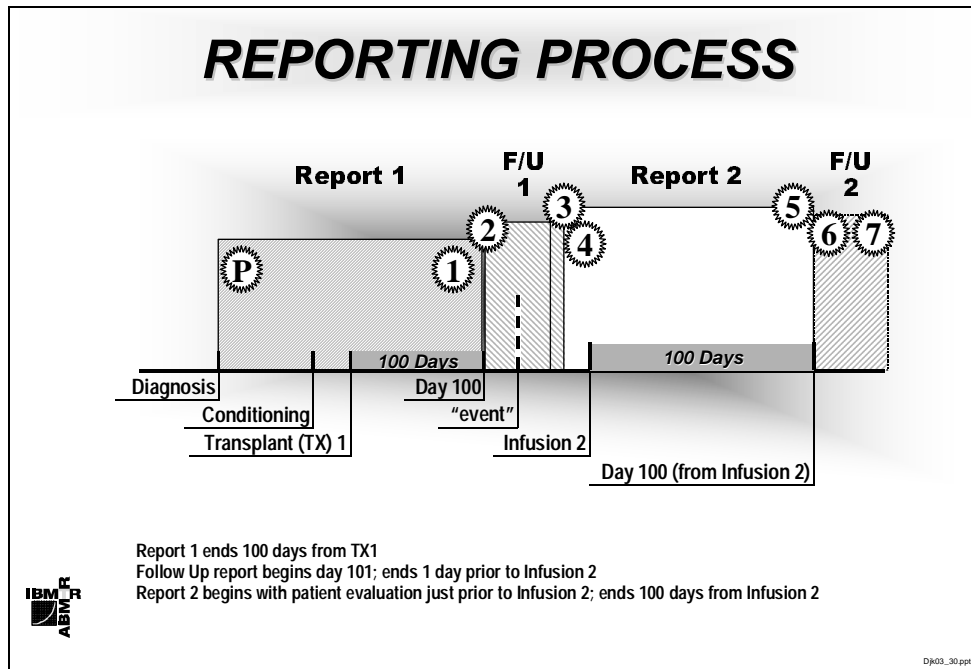 REPORTING PROCESS
Report 1
F/U
1
Report 2
F/U
2
P
1
2
3
4
5
6
7
100 Days
100 Days
Diagnosis
Day 100
Conditioning
"event"
Transplant (TX) 1
Infusion 2
Day 100 (from Infusion 2)
Report 1 ends 100 days from TX1
Follow Up report begins day 101; ends 1 day prior to Infusion 2
Report 2 begins with patient evaluation just prior to Infusion 2; ends 100 days from Infusion 2
IBMTR
ABMTR
Djk03_30.ppt